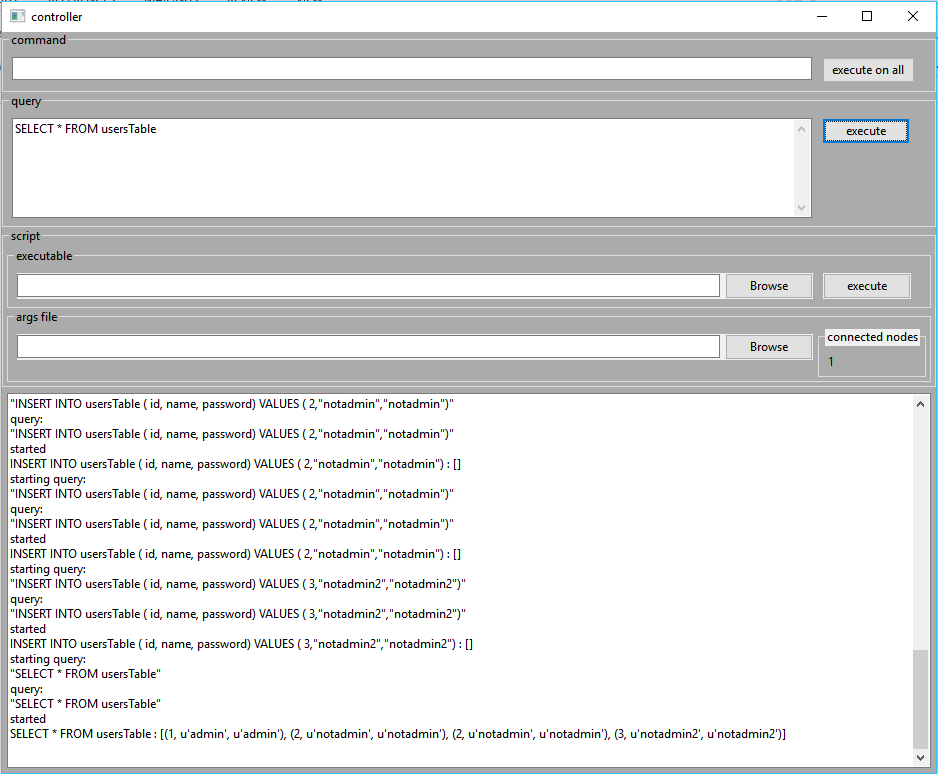 controller
command
execute on all
query
SELECT * FROM usersTable
execute
script
executable
Browse
execute
args file
Browse
connected nodes
1
"INSERT INTO usersTable ( id, name, password) VALUES ( 2,"notadmin","notadmin")"
query:
"INSERT INTO usersTable ( id, name, password) VALUES ( 2,"notadmin","notadmin")"
started
INSERT INTO usersTable ( id, name, password) VALUES ( 2,"notadmin","notadmin") : []
starting query:
"INSERT INTO usersTable ( id, name, password) VALUES ( 2,"notadmin","notadmin")"
query:
"INSERT INTO usersTable ( id, name, password) VALUES ( 2,"notadmin","notadmin")"
started
INSERT INTO usersTable ( id, name, password) VALUES ( 2,"notadmin","notadmin") : []
starting query:
"INSERT INTO usersTable ( id, name, password) VALUES ( 3,"notadmin2","notadmin2")"
query:
"INSERT INTO usersTable ( id, name, password) VALUES ( 3,"notadmin2","notadmin2")"
started
INSERT INTO usersTable ( id, name, password) VALUES ( 3,"notadmin2","notadmin2") : []
starting query:
"SELECT * FROM usersTable"
query:
"SELECT * FROM usersTable"
started
SELECT * FROM usersTable : [(1, u'admin', u'admin'), (2, u'notadmin', u'notadmin'), (2, u'notadmin', u'notadmin'), (3, u'notadmin2', u'notadmin2')]